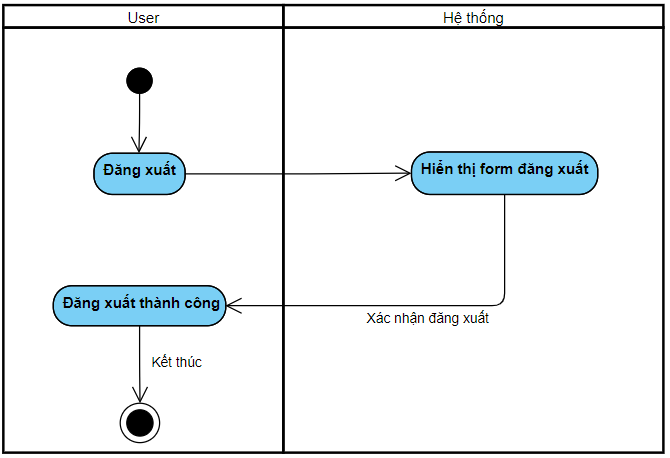 User
Hệ thống
Đăng xuất
Hiển thị form đăng xuất
Đăng xuất thành công
Xác nhận đăng xuất
Kết thúc